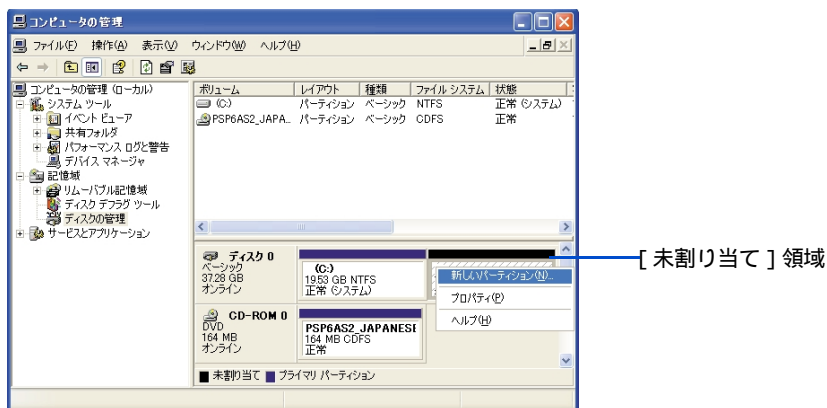 コンピュータの管理
ファイル(F) 操作(A) 表示(V) ウィンドウ(W) ヘルプ(H)
コンピュータの管理 (ローカル)
システム ツール
イベント ビューア
共有フォルダ
パフォーマンス ログと警告
デバイス マネージャ
記憶域
リムーバブル記憶域
ディスク デフラグ ツール
ディスクの管理
サービスとアプリケーション
ボリューム レイアウト 種類 ファイル システム 状態
(C:) パーティション ベーシック NTFS 正常 (システム)
PSP6AS2_JAPA... パーティション ベーシック CDFS 正常
ディスク 0
ベーシック
37.28 GB
オンライン
(C:)
19.53 GB NTFS
正常 (システム)
新しいパーティション(N)...
プロパティ(P)
ヘルプ(H)
[ 未割り当て ] 領域
CD-ROM 0
DVD
164 MB
オンライン
PSP6AS2_JAPANESE
164 MB CDFS
正常
未割り当て プライマリ パーティション